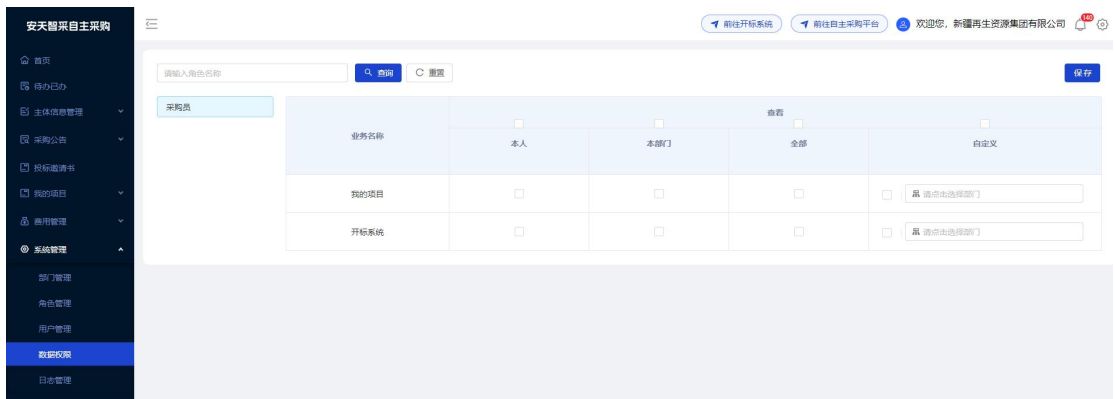 安天智采自主采购
前往开标系统
前往自主采购平台
欢迎您，新疆再生资源集团有限公司
140
首页
待办已办
主体信息管理
采购公告
投标邀请书
我的项目
费用管理
系统管理
部门管理
角色管理
用户管理
数据权限
日志管理
请输入角色名称
查询
重置
保存
采购员
业务名称
查看
本人
本部门
全部
自定义
我的项目
请点击选择部门
开标系统
请点击选择部门